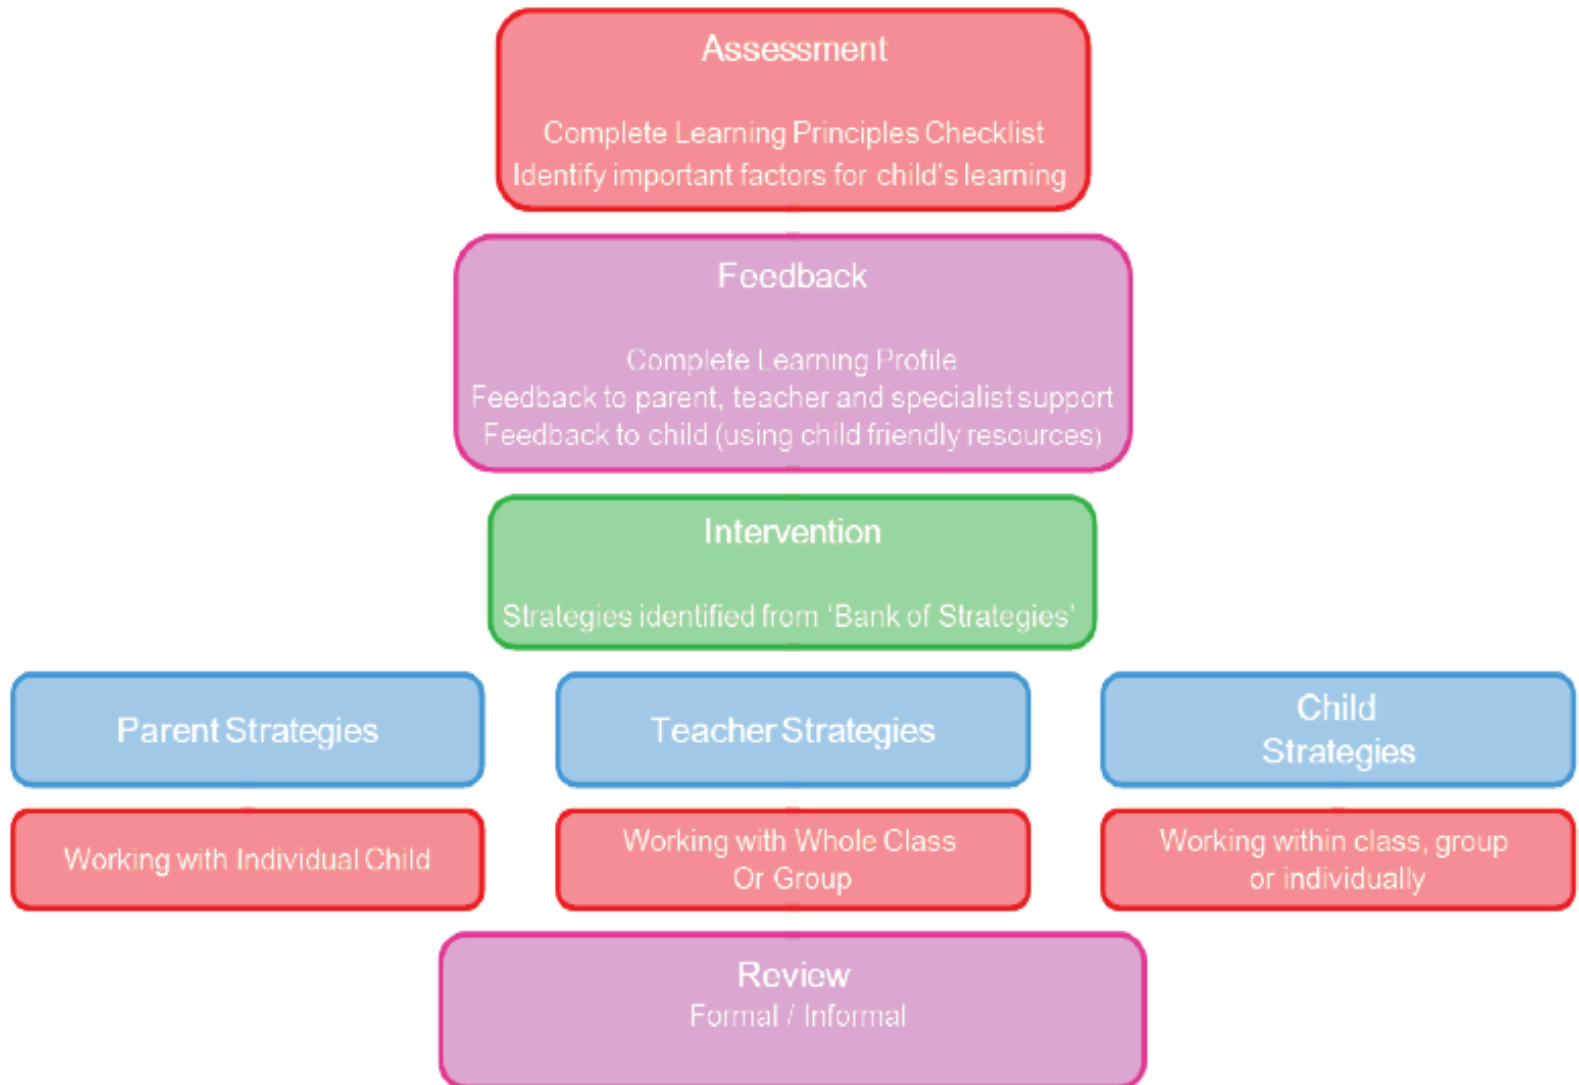 Assessment
Complete Learning Principles Checklist
Identify important factors for child's learning
Feedback
Complete Learning Profile
Feedback to parent, teacher and specialist support
Feedback to child (using child friendly resources)
Intervention
Strategies identified from ‘Bank of Strategies’
Parent Strategies
Teacher Strategies
Child
Strategies
Working with Individual Child
Working with Whole Class
Or Group
Working within class, group
or individually
Review
Formal / Informal